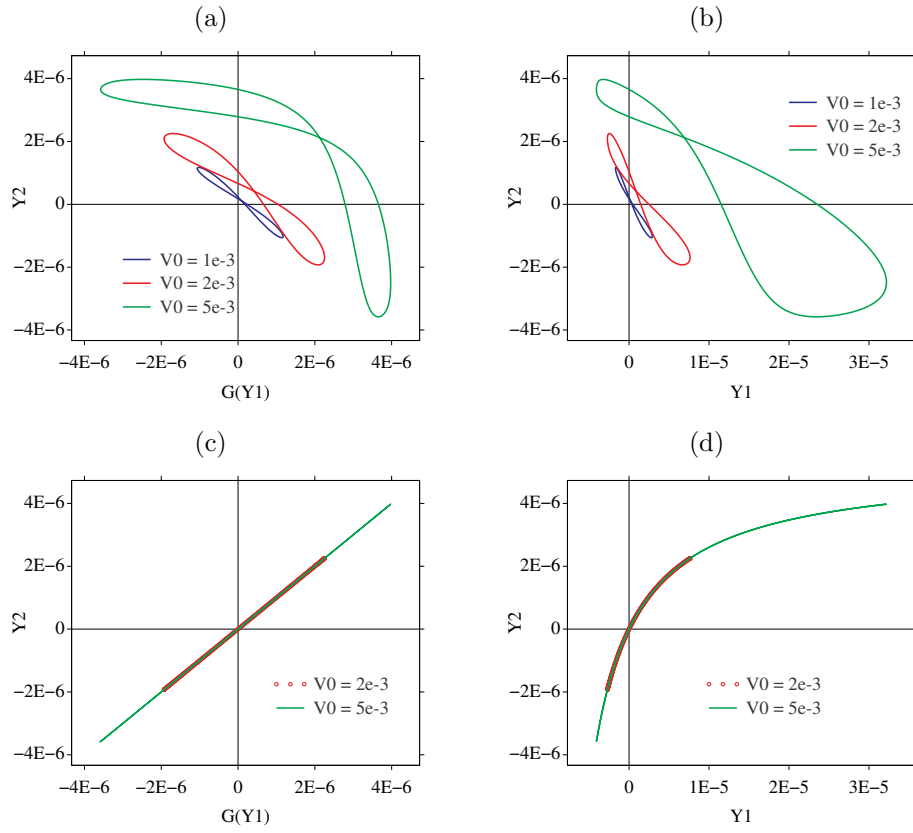 (a)
4E-6
2E-6
0
−2E-6
−4E-6
Y2
V0 = 1e-3
V0 = 2e-3
V0 = 5e-3
−4E-6 −2E-6 0 2E-6 4E-6
G(Y1)
(b)
4E-6
2E-6
0
−2E-6
−4E-6
Y2
V0 = 1e-3
V0 = 2e-3
V0 = 5e-3
0 1E-5 2E-5 3E-5
Y1
(c)
4E-6
2E-6
0
−2E-6
−4E-6
Y2
V0 = 2e-3
V0 = 5e-3
−4E-6 −2E-6 0 2E-6 4E-6
G(Y1)
(d)
4E-6
2E-6
0
−2E-6
−4E-6
Y2
V0 = 2e-3
V0 = 5e-3
0 1E-5 2E-5 3E-5
Y1